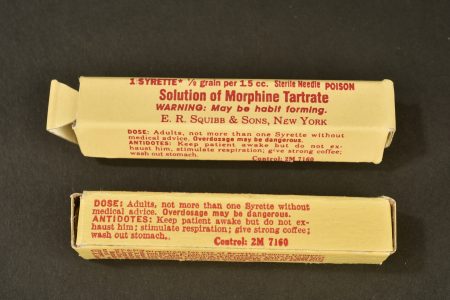 1 SYRETTE* ½ grain per 1.5 cc. Sterile Needle POISON
Solution of Morphine Tartrate
WARNING: May be habit forming.
E. R. SQUIBB & SONS, NEW YORK
DOSE: Adults, not more than one Syrette without
medical advice. Overdosage may be dangerous.
ANTIDOTES: Keep patient awake but do not ex-
haust him, stimulate respiration; give strong coffee;
wash out stomach.
Control: 2M 7160
DOSE: Adults, not more than one Syrette without
medical advice. Overdosage may be dangerous.
ANTIDOTES: Keep patient awake but do not ex-
haust him; stimulate respiration; give strong coffee;
wash out stomach.
Control: 2M 7160